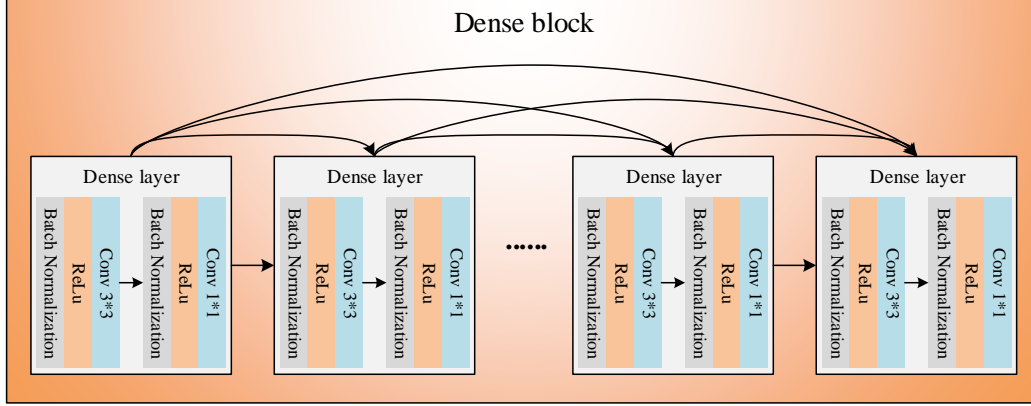 Dense block
Dense layer
Batch Normalization
ReLu
Conv 3*3
Batch Normalization
ReLu
Conv 1*1
Dense layer
Batch Normalization
ReLu
Conv 3*3
Batch Normalization
ReLu
Conv 1*1
......
Dense layer
Batch Normalization
ReLu
Conv 3*3
Batch Normalization
ReLu
Conv 1*1
Dense layer
Batch Normalization
ReLu
Conv 3*3
Batch Normalization
ReLu
Conv 1*1